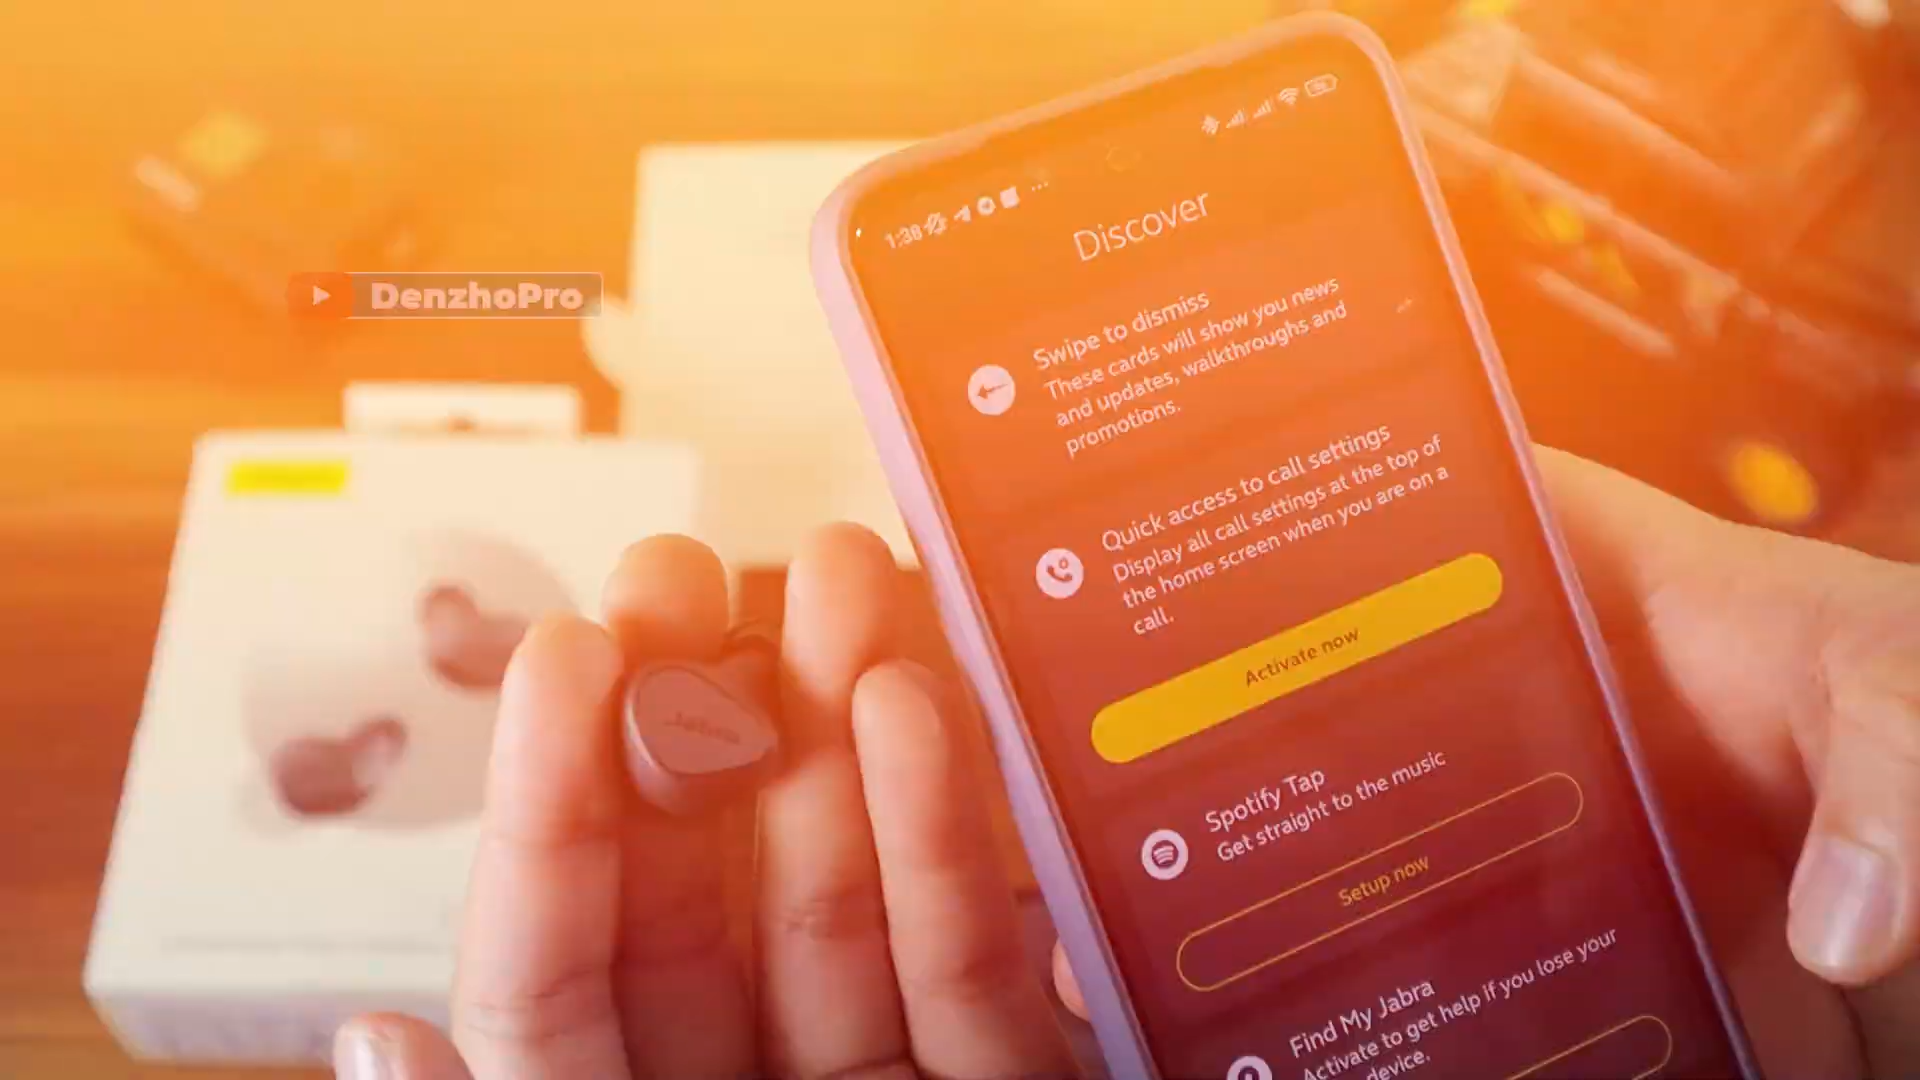 1:38
Discover
DenzhoPro
Swipe to dismiss
These cards will show you news
and updates, walkthroughs and
promotions.
Quick access to call settings
Display all call settings at the top of
the home screen when you are on a
call.
Activate now
Jabra
Spotify Tap
Get straight to the music
Setup now
Find My Jabra
Activate to get help if you lose your
device.